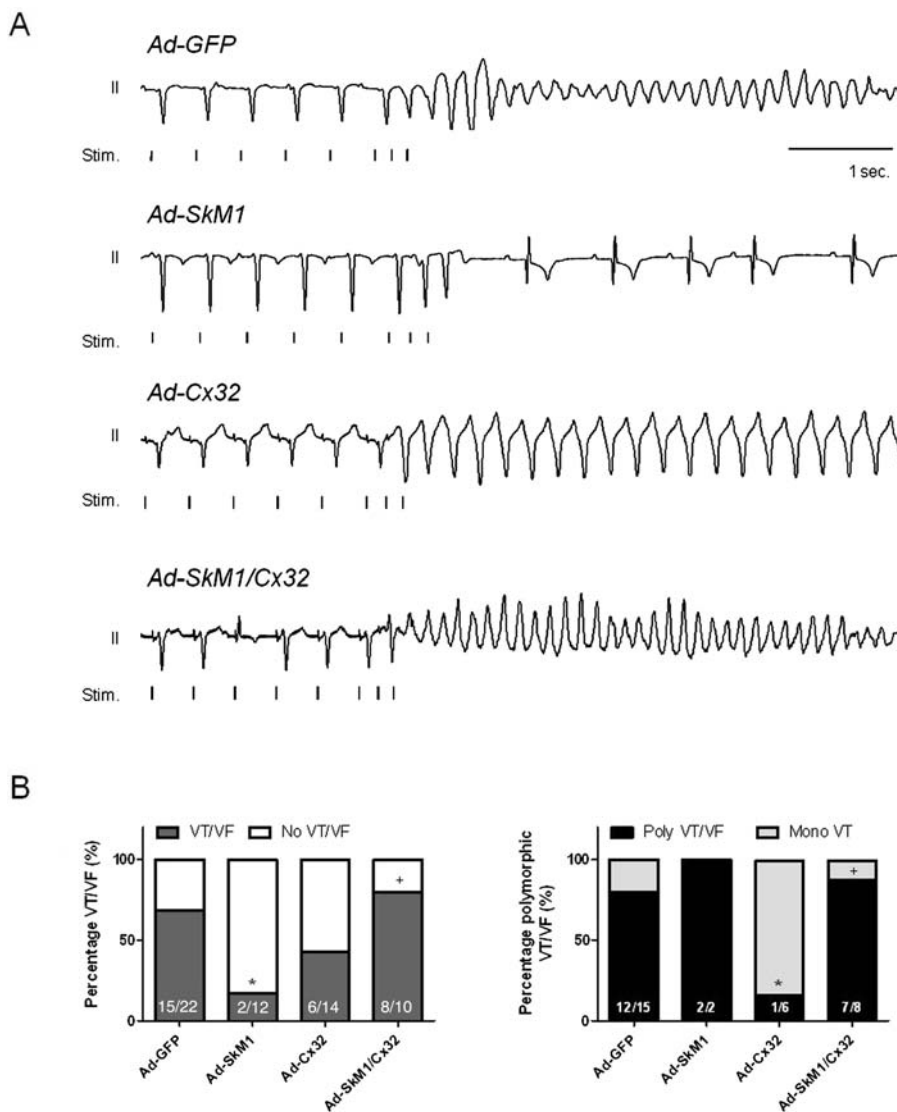 A
Ad-GFP
II
Stim.
1 sec.
Ad-SkM1
II
Stim.
Ad-Cx32
II
Stim.
Ad-SkM1/Cx32
II
Stim.
B
VT/VF No VT/VF
Percentage VT/VF (%)
100
50
0
* +
15/22 2/12 6/14 8/10
Ad-GFP Ad-SkM1 Ad-Cx32 Ad-SkM1/Cx32
Poly VT/VF Mono VT
Percentage polymorphic
VT/VF (%)
100
50
0
* +
12/15 2/2 1/6 7/8
Ad-GFP Ad-SkM1 Ad-Cx32 Ad-SkM1/Cx32